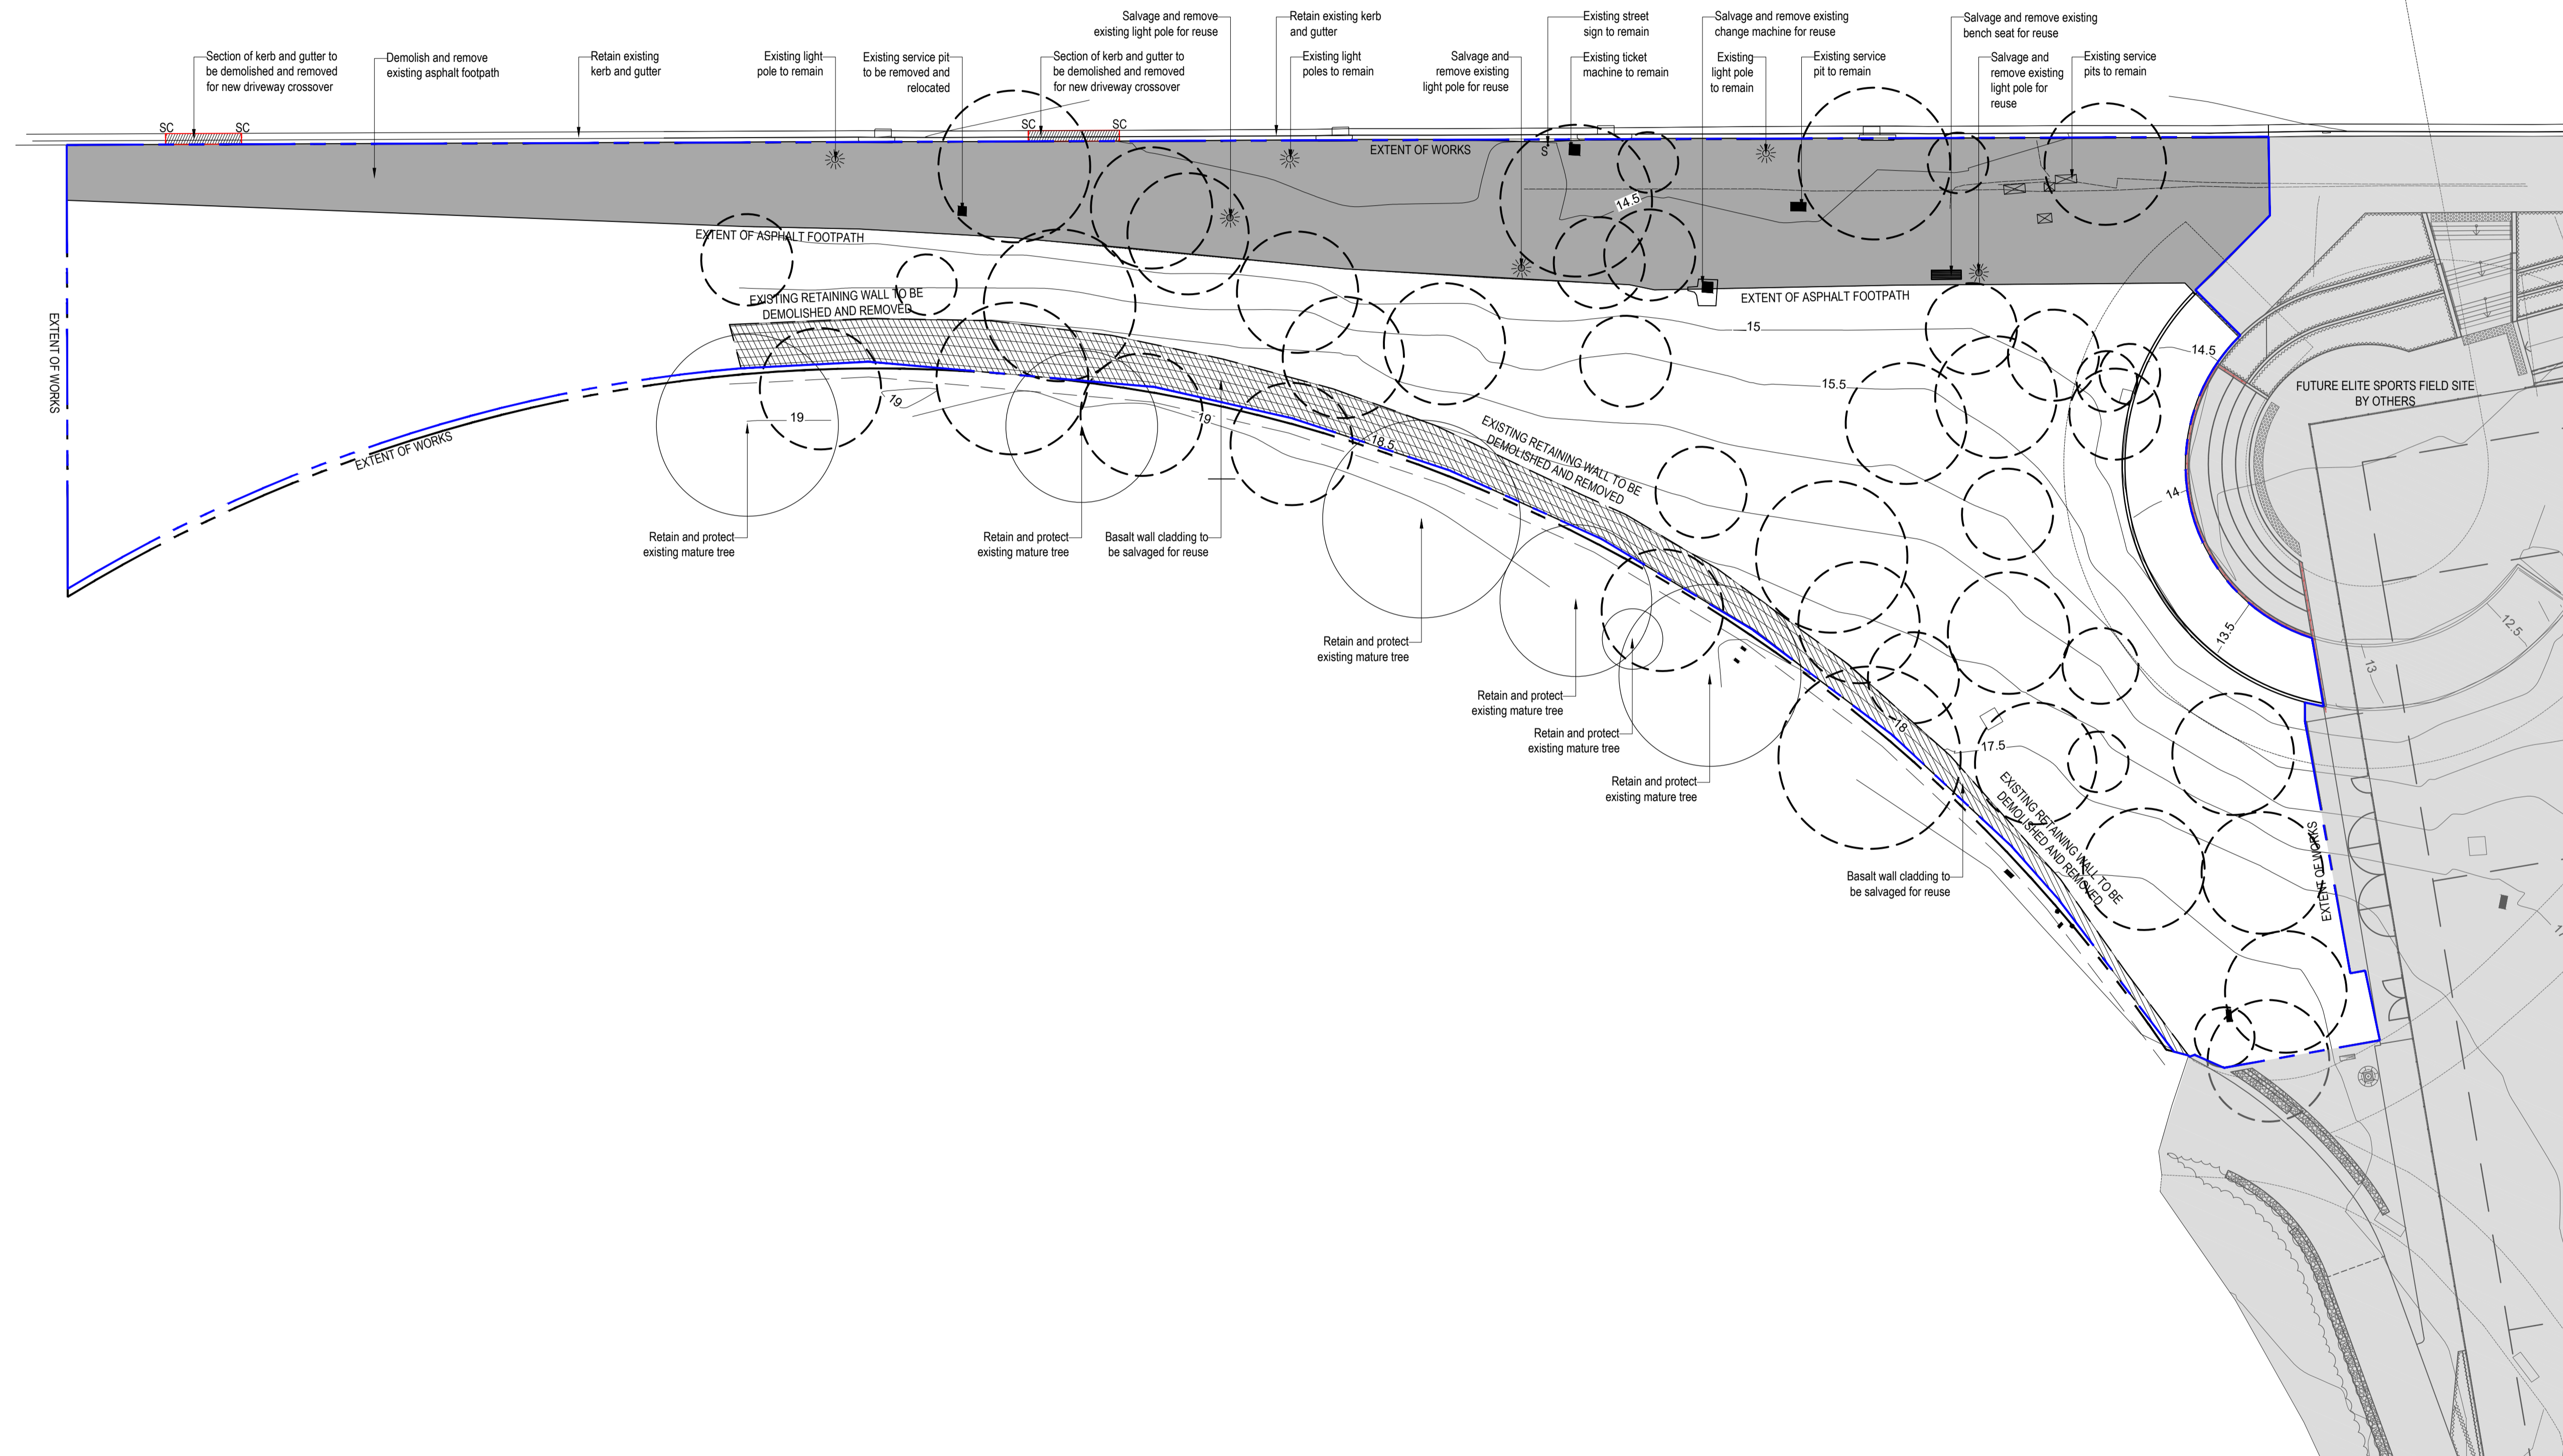 Salvage and remove
existing light pole for reuse
Retain existing kerb
and gutter
Existing street
sign to remain
Salvage and remove existing
change machine for reuse
Salvage and remove existing
bench seat for reuse
Section of kerb and gutter to
be demolished and removed
for new driveway crossover
Demolish and remove
existing asphalt footpath
Retain existing
kerb and gutter
Existing light
pole to remain
Existing service pit
to be removed and
relocated
Section of kerb and gutter to
be demolished and removed
for new driveway crossover
Existing light
poles to remain
Salvage and
remove existing
light pole for reuse
Existing ticket
machine to remain
Existing
light pole
to remain
Existing service
pit to remain
Salvage and
remove existing
light pole for
reuse
Existing service
pits to remain
SC
SC
SC
SC
EXTENT OF WORKS
S
14.5
EXTENT OF ASPHALT FOOTPATH
EXISTING RETAINING WALL TO BE
DEMOLISHED AND REMOVED
EXTENT OF ASPHALT FOOTPATH
15
14.5
EXTENT OF WORKS
15.5
FUTURE ELITE SPORTS FIELD SITE
BY OTHERS
19
19
19
18.5
EXTENT OF WORKS
EXISTING RETAINING WALL TO BE
DEMOLISHED AND REMOVED
14
Retain and protect
existing mature tree
Retain and protect
existing mature tree
Basalt wall cladding to
be salvaged for reuse
13.5
12.5
13
Retain and protect
existing mature tree
Retain and protect
existing mature tree
Retain and protect
existing mature tree
Retain and protect
existing mature tree
18
17.5
EXISTING RETAINING WALL TO BE
DEMOLISHED AND REMOVED
EXTENT OF WORKS
Basalt wall cladding to
be salvaged for reuse